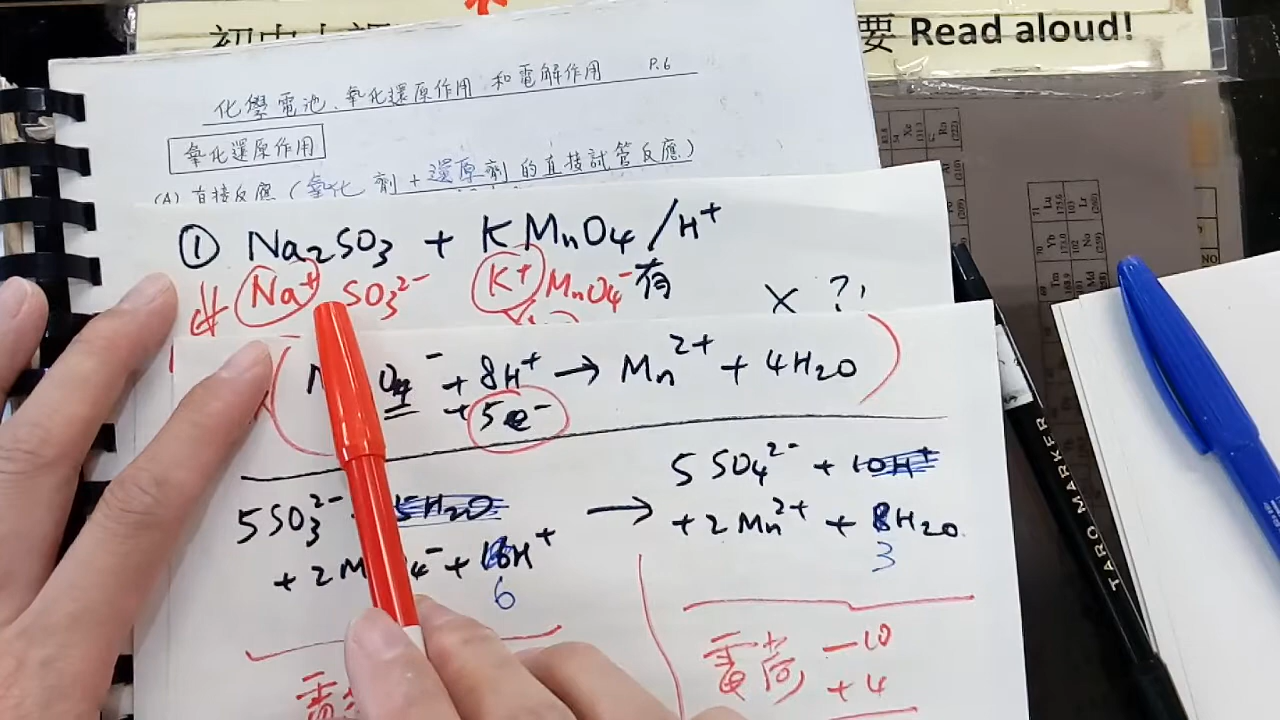 要 Read aloud!
化學電池、氧化還原作用 和 電解作用 P.6
氧化還原作用
(A) 直接反應 (氧化劑 + 還原劑的直接試管反應)
① Na2SO3 + KMnO4 /H+
Na+ SO3 2- K+ MnO4- 有
X ?
O4- + 8H+ → Mn2+ + 4H2O
+ 5e-
5SO3 2- 5H2O → 5SO4 2- + 10H+
+ 2M 4- + 16H+ + 2Mn2+ + 8H2O
6 3
電荷 -10
電 +4
TARO MARKER